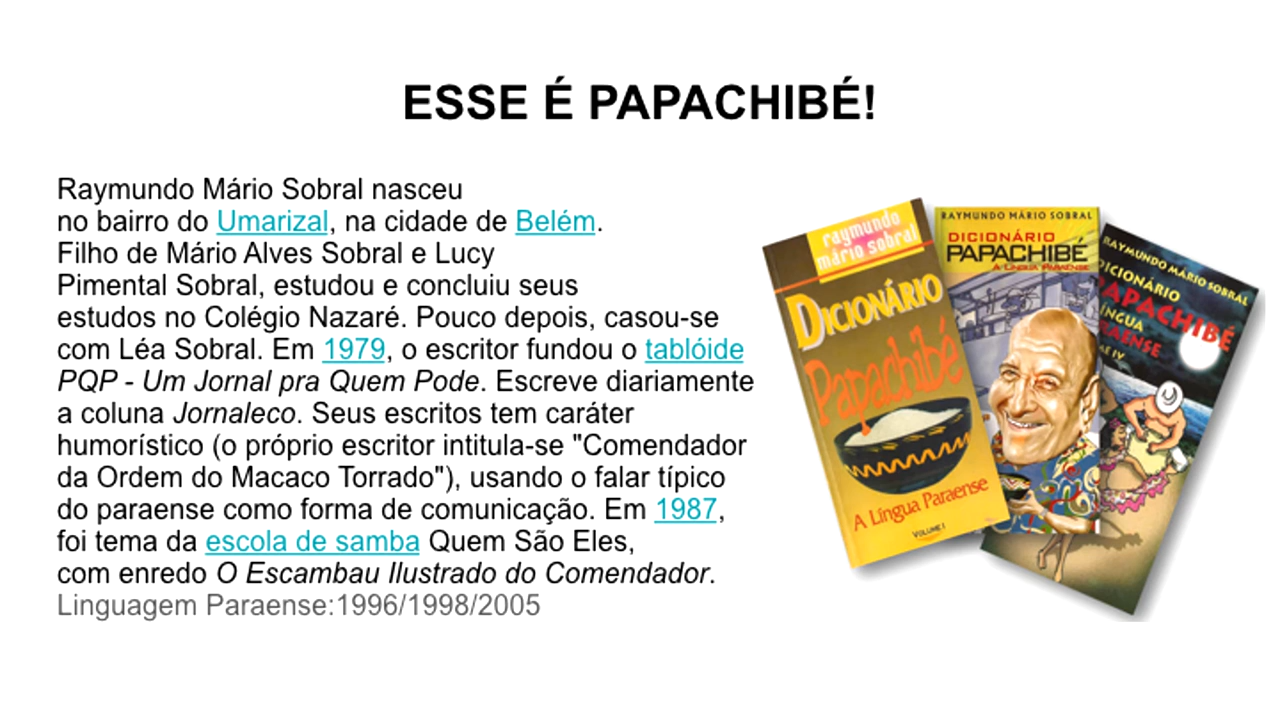 ESSE É PAPACHIBÉ!
Raymundo Mário Sobral nasceu
no bairro do Umarizal, na cidade de Belém.
Filho de Mário Alves Sobral e Lucy
Pimental Sobral, estudou e concluiu seus
estudos no Colégio Nazaré. Pouco depois, casou-se
com Léa Sobral. Em 1979, o escritor fundou o tablóide
PQP - Um Jornal pra Quem Pode. Escreve diariamente
a coluna Jornaleco. Seus escritos tem caráter
humorístico (o próprio escritor intitula-se "Comendador
da Ordem do Macaco Torrado"), usando o falar típico
do paraense como forma de comunicação. Em 1987,
foi tema da escola de samba Quem São Eles,
com enredo O Escambau Ilustrado do Comendador.
Linguagem Paraense:1996/1998/2005
raymundo
mário sobral
DICIONÁRIO
Papachibé
A Língua Paraense
VOLUME I
RAYMUNDO MÁRIO SOBRAL
DICIONÁRIO
PAPACHIBÉ
A LÍNGUA PARAENSE
RAYMUNDO MÁRIO SOBRAL
DICIONÁRIO
PAPACHIBÉ
LÍNGUA